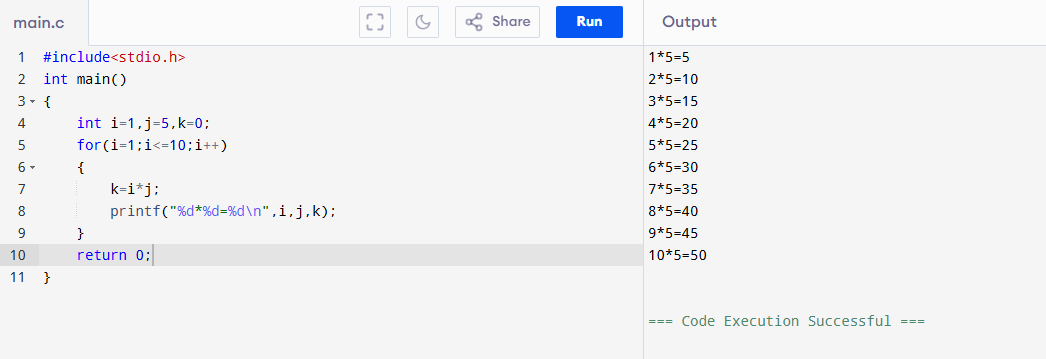 main.c
Share
Run
Output
1 #include<stdio.h>
2 int main()
3 {
4 int i=1,j=5,k=0;
5 for(i=1;i<=10;i++)
6 {
7 k=i*j;
8 printf("%d*%d=%d\n",i,j,k);
9 }
10 return 0;
11 }
1*5=5
2*5=10
3*5=15
4*5=20
5*5=25
6*5=30
7*5=35
8*5=40
9*5=45
10*5=50
=== Code Execution Successful ===